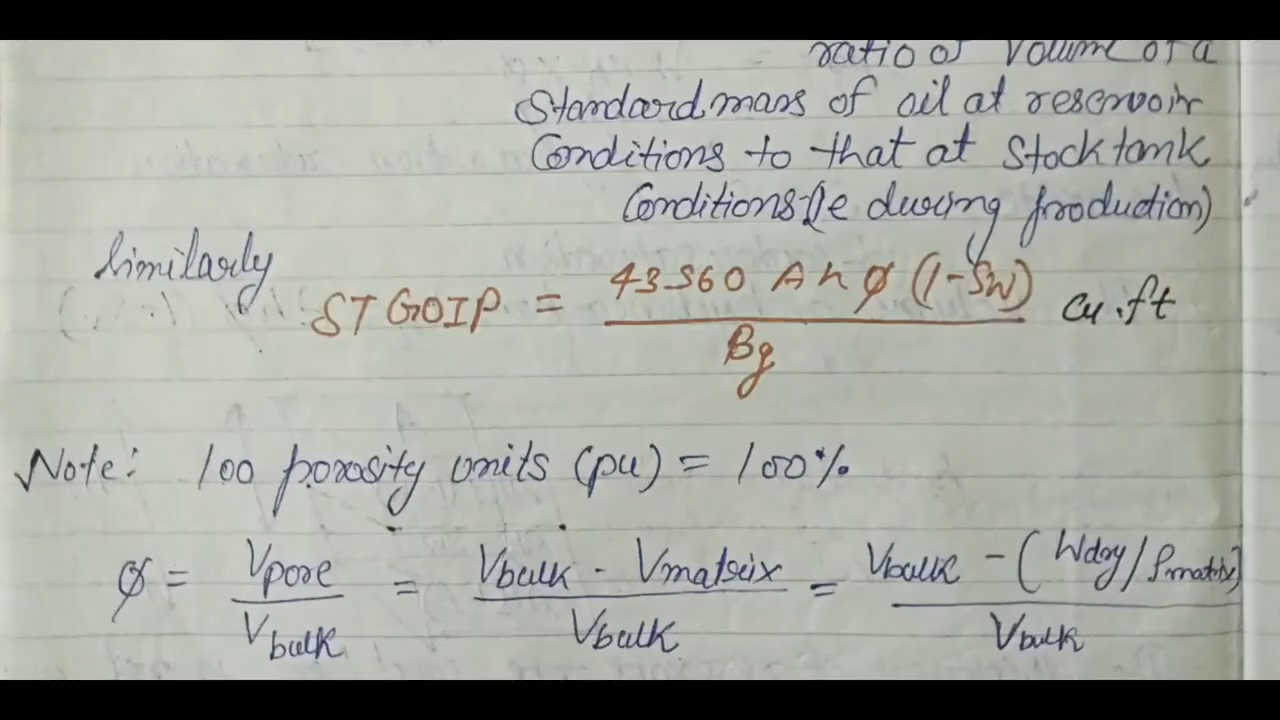 ratio of volume of a
Standard mass of oil at reservoir
Conditions to that at stock tank
Conditions (ie during production)
Similarly
STGOIP = 43560 A h φ (1-Sw) / Bg cu.ft
Note: 100 porosity units (pu) = 100%
φ = Vpore / Vbulk = Vbulk - Vmatrix / Vbulk = Vbulk - (Wdry/ρmatrix) / Vbulk